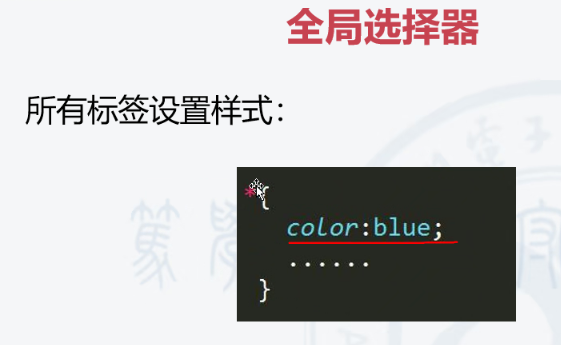 全局选择器
所有标签设置样式：
*{
color:blue;
......
}